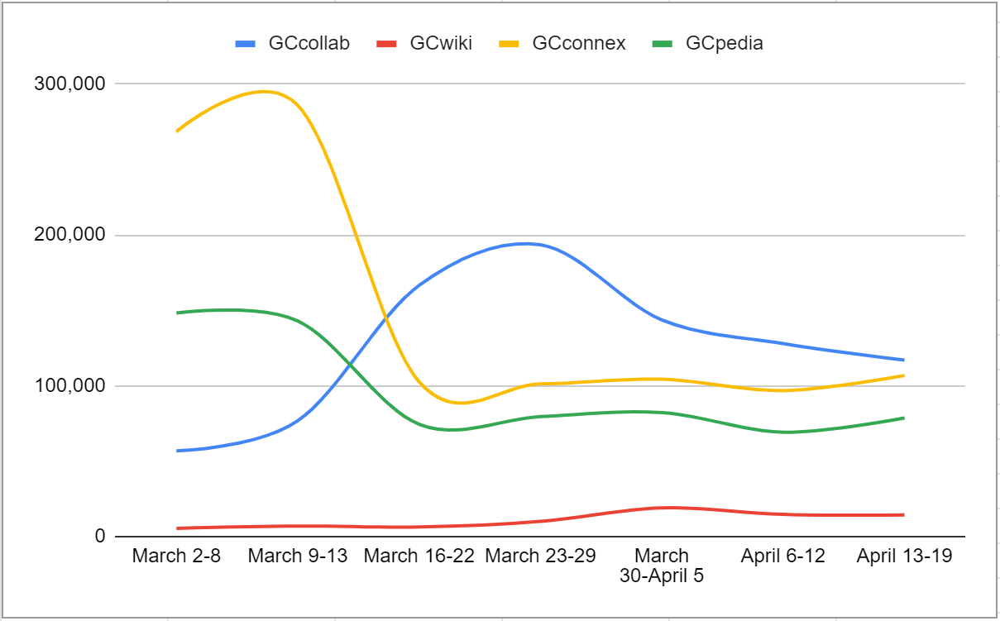 GCcollab GCwiki GCconnex GCpedia
300,000
200,000
100,000
0
March 2-8 March 9-13 March 16-22 March 23-29 March 30-April 5 April 6-12 April 13-19